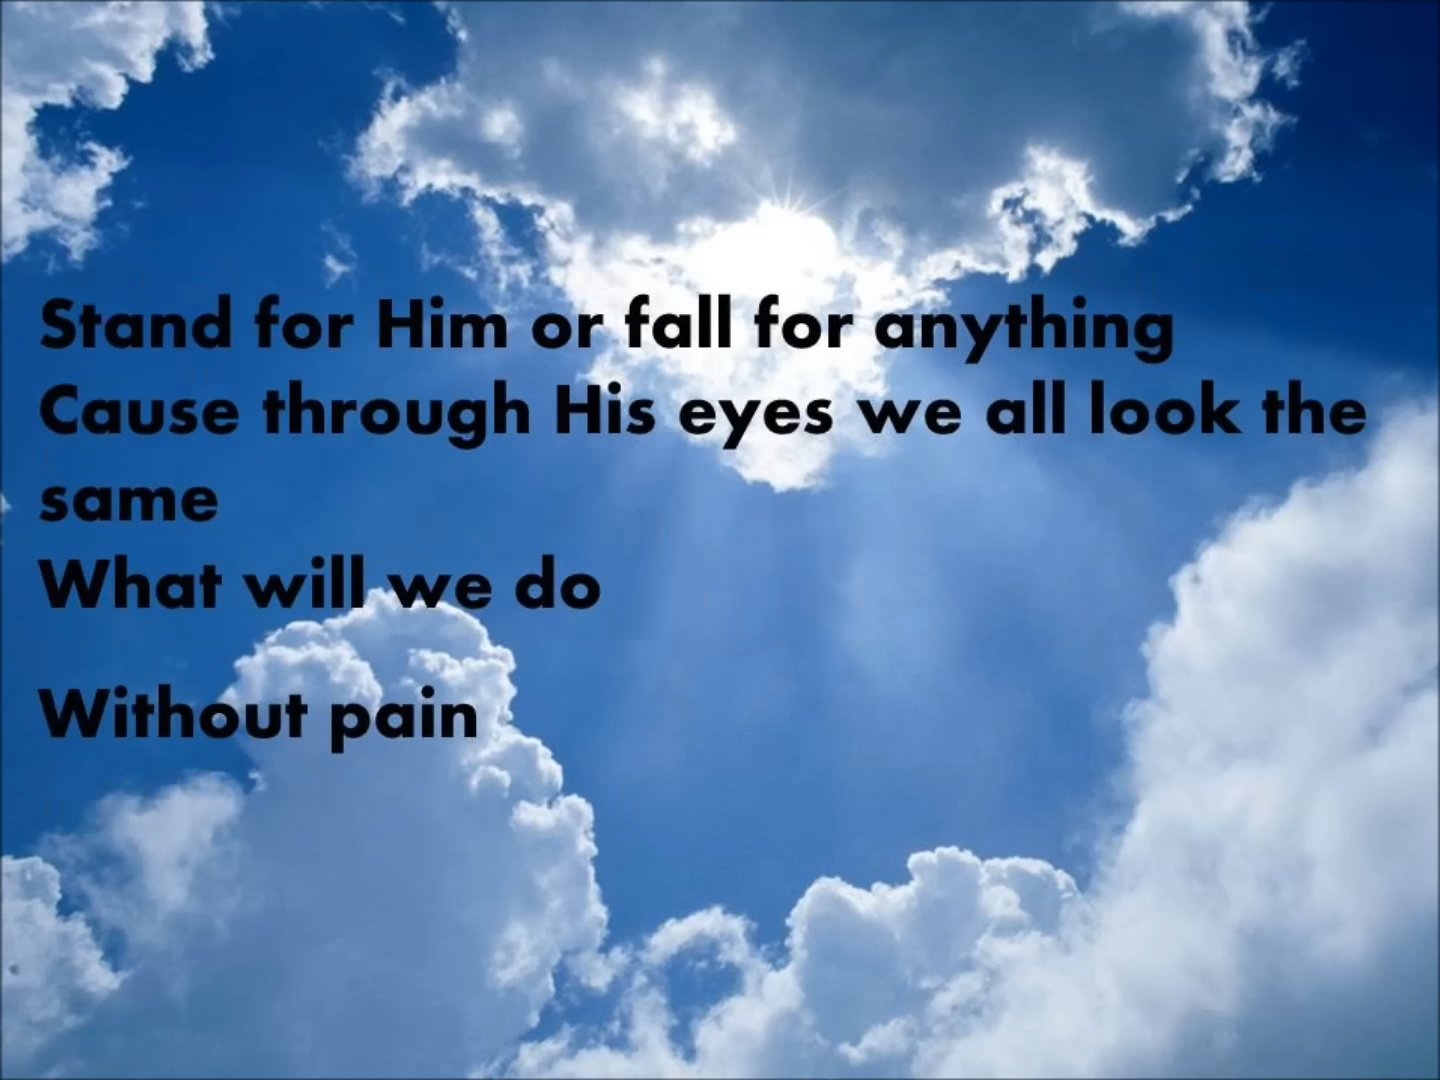 Stand for Him or fall for anything
Cause through His eyes we all look the
same
What will we do
Without pain